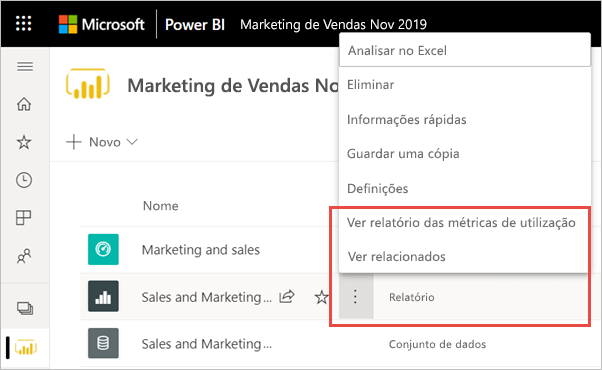 Microsoft Power BI Marketing de Vendas Nov 2019
Marketing de Vendas No
Analisar no Excel
Eliminar
Informações rápidas
Guardar uma cópia
Definições
Ver relatório das métricas de utilização
Ver relacionados
Novo
Nome
Marketing and sales
Sales and Marketing... Relatório
Sales and Marketing... Conjunto de dados